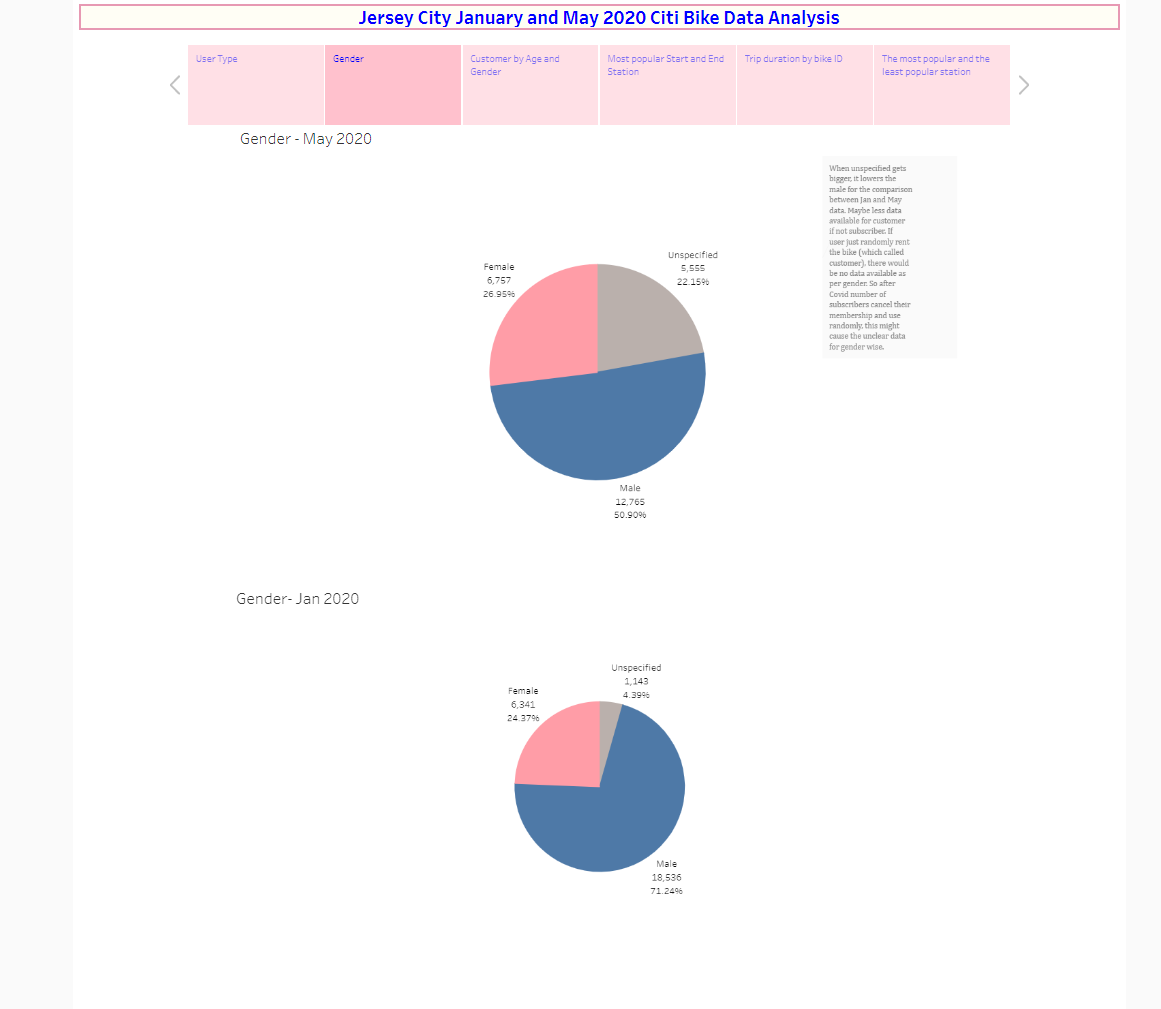 Jersey City January and May 2020 Citi Bike Data Analysis
User Type
Gender
Customer by Age and
Gender
Most popular Start and End
Station
Trip duration by bike ID
The most popular and the
least popular station
Gender - May 2020
When unspecified gets
bigger, it lowers the
male for the comparison
between Jan and May
data. Maybe less data
available for customer
if not subscriber. If
user just randomly rent
the bike (which called
customer), there would
be no data available as
per gender. So after
Covid number of
subscribers cancel their
membership and use
randomly, this might
cause the unclear data
for gender wise.
Unspecified
5,555
22.15%
Female
6,757
26.95%
Male
12,765
50.90%
Gender- Jan 2020
Unspecified
1,143
4.39%
Female
6,341
24.37%
Male
18,536
71.24%